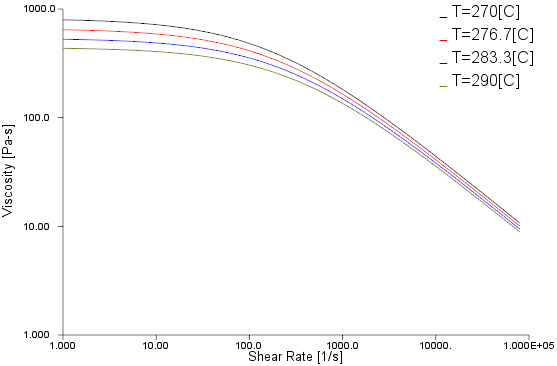 1000.0
T=270[C]
T=276.7[C]
T=283.3[C]
T=290[C]
100.0
Viscosity [Pa-s]
10.00
1.000
1.000 10.00 100.0 1000.0 10000. 1.000E+05
Shear Rate [1/s]